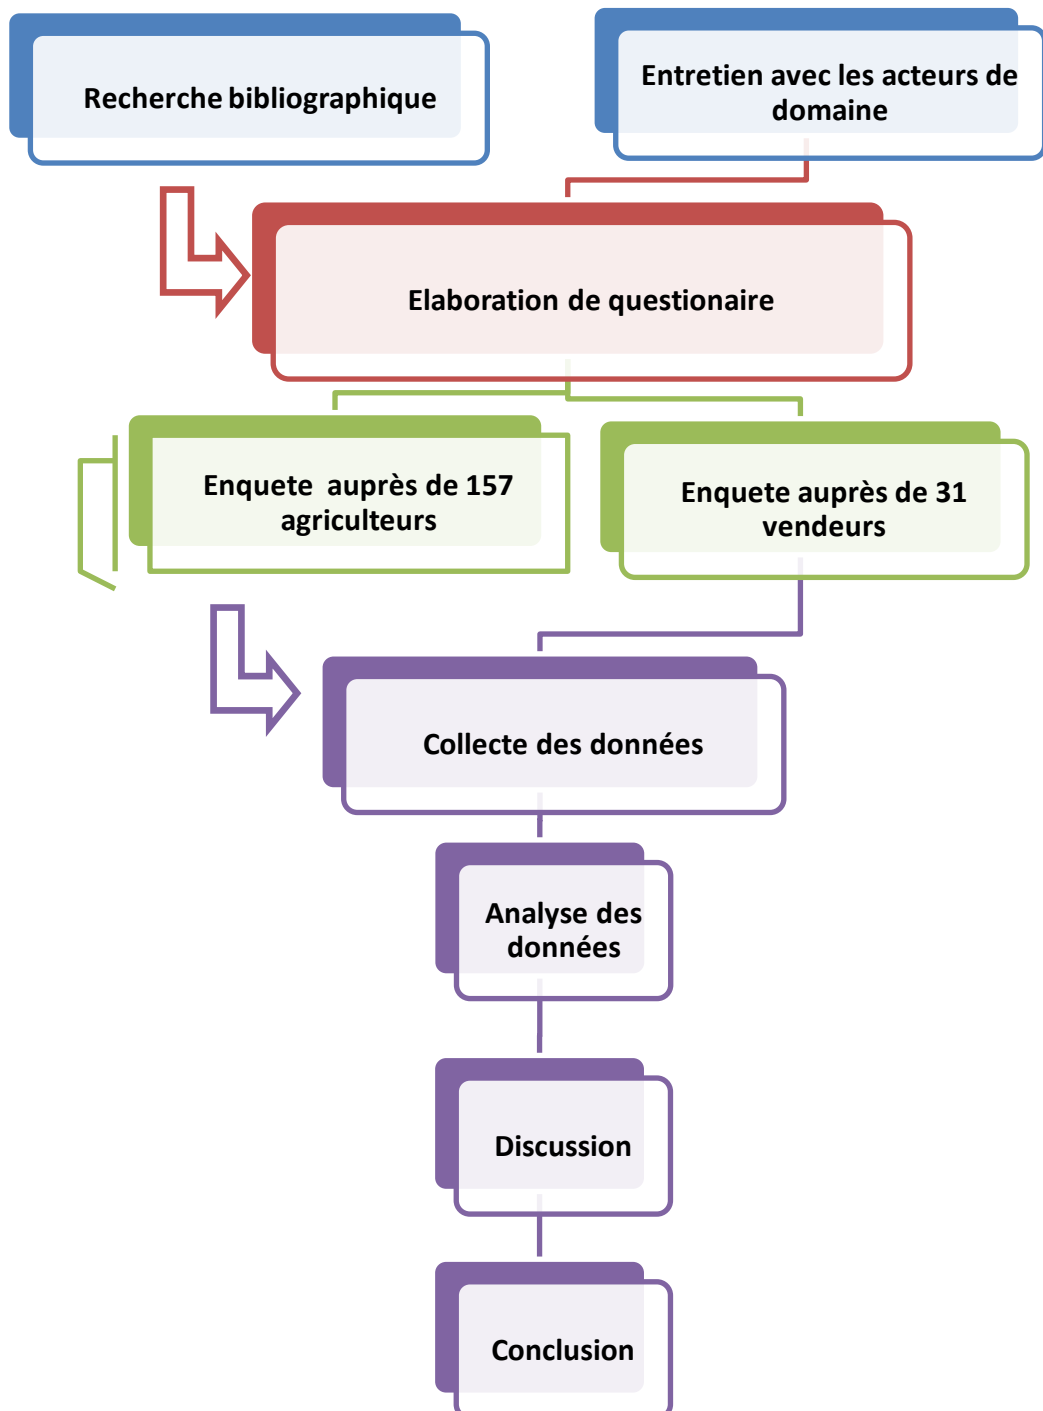 Recherche bibliographique
Entretien avec les acteurs de
domaine
Elaboration de questionaire
Enquete auprès de 157
agriculteurs
Enquete auprès de 31
vendeurs
Collecte des données
Analyse des
données
Discussion
Conclusion